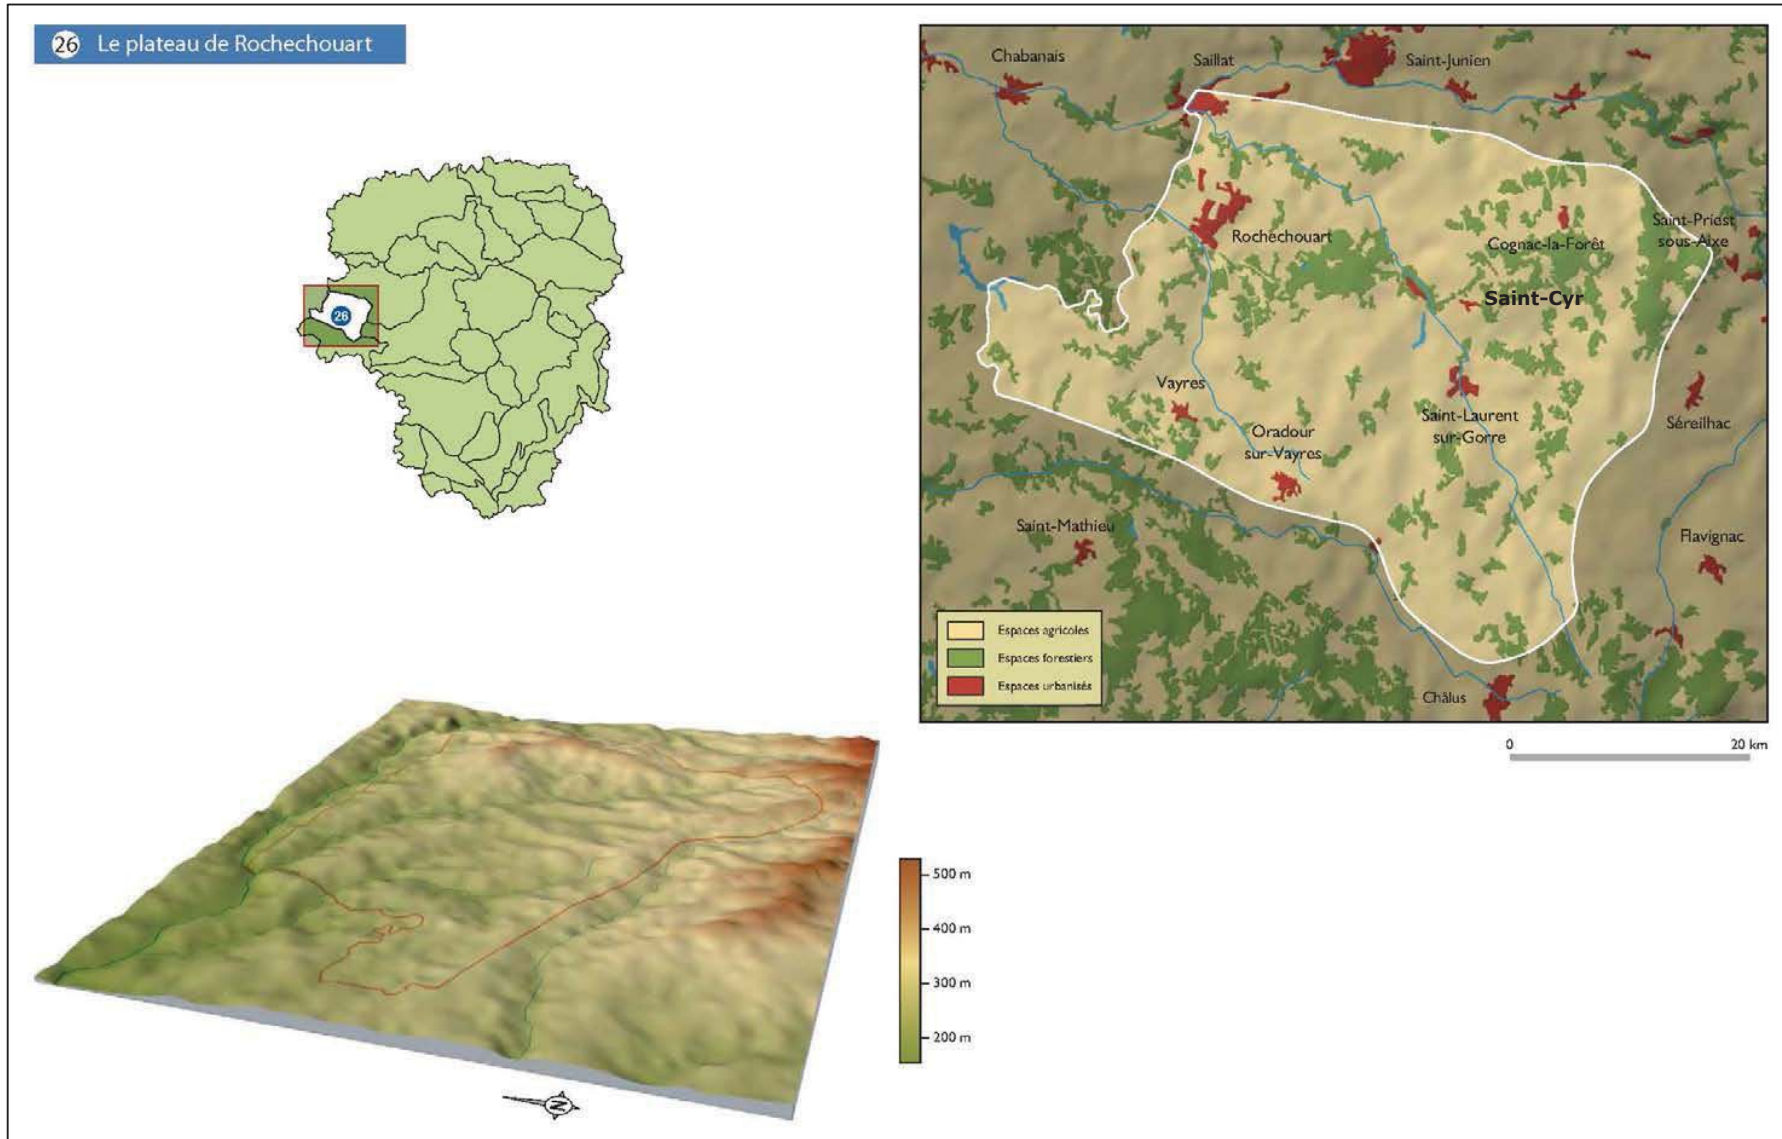 26 Le plateau de Rochechouart
26
Chabanais
Saillat
Saint-Junien
Rochechouart
Cognac-la-Forêt
Saint-Priest
sous-Aixe
Saint-Cyr
Vayres
Oradour
sur-Vayres
Saint-Laurent
sur-Gorre
Séreilhac
Saint-Mathieu
Flavignac
Châlus
Espaces agricoles
Espaces forestiers
Espaces urbanisés
0 20 km
500 m
400 m
300 m
200 m
N